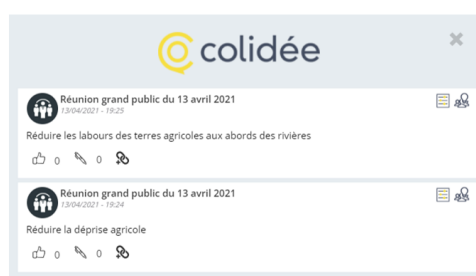 colidée
Réunion grand public du 13 avril 2021
13/04/2021 - 19:25
Réduire les labours des terres agricoles aux abords des rivières
0 0
Réunion grand public du 13 avril 2021
13/04/2021 - 19:24
Réduire la déprise agricole
0 0